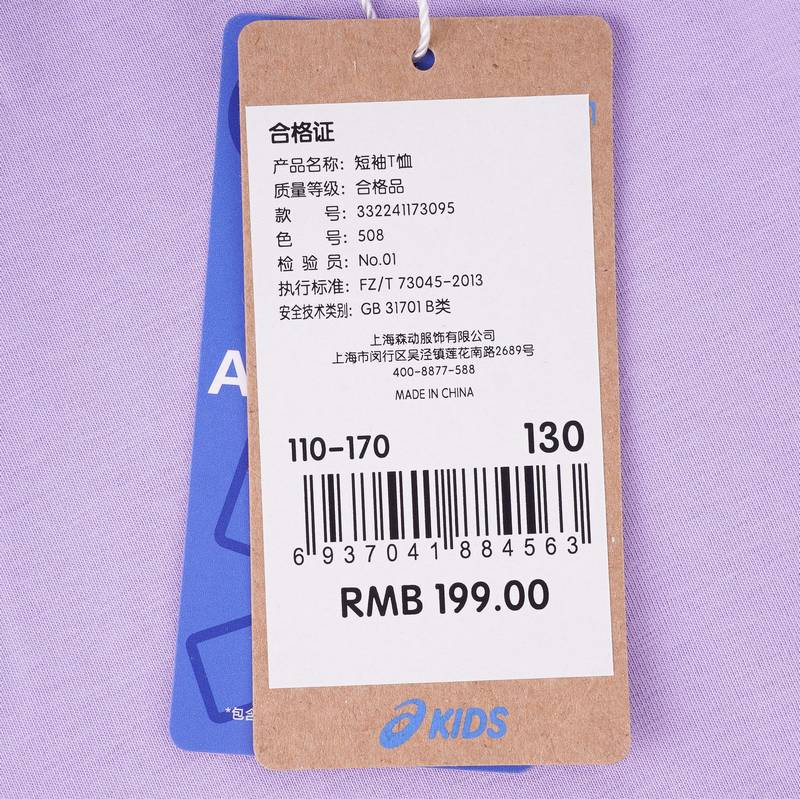 合格证
产品名称：短袖T恤
质量等级：合格品
款 号：332241173095
色 号：508
检 验 员：No.01
执行标准：FZ/T 73045-2013
安全技术类别：GB 31701 B类
上海森动服饰有限公司
上海市闵行区吴泾镇莲花南路2689号
400-8877-588
MADE IN CHINA
110-170 130
6 937041 884563
RMB 199.00
KIDS
A
*包含